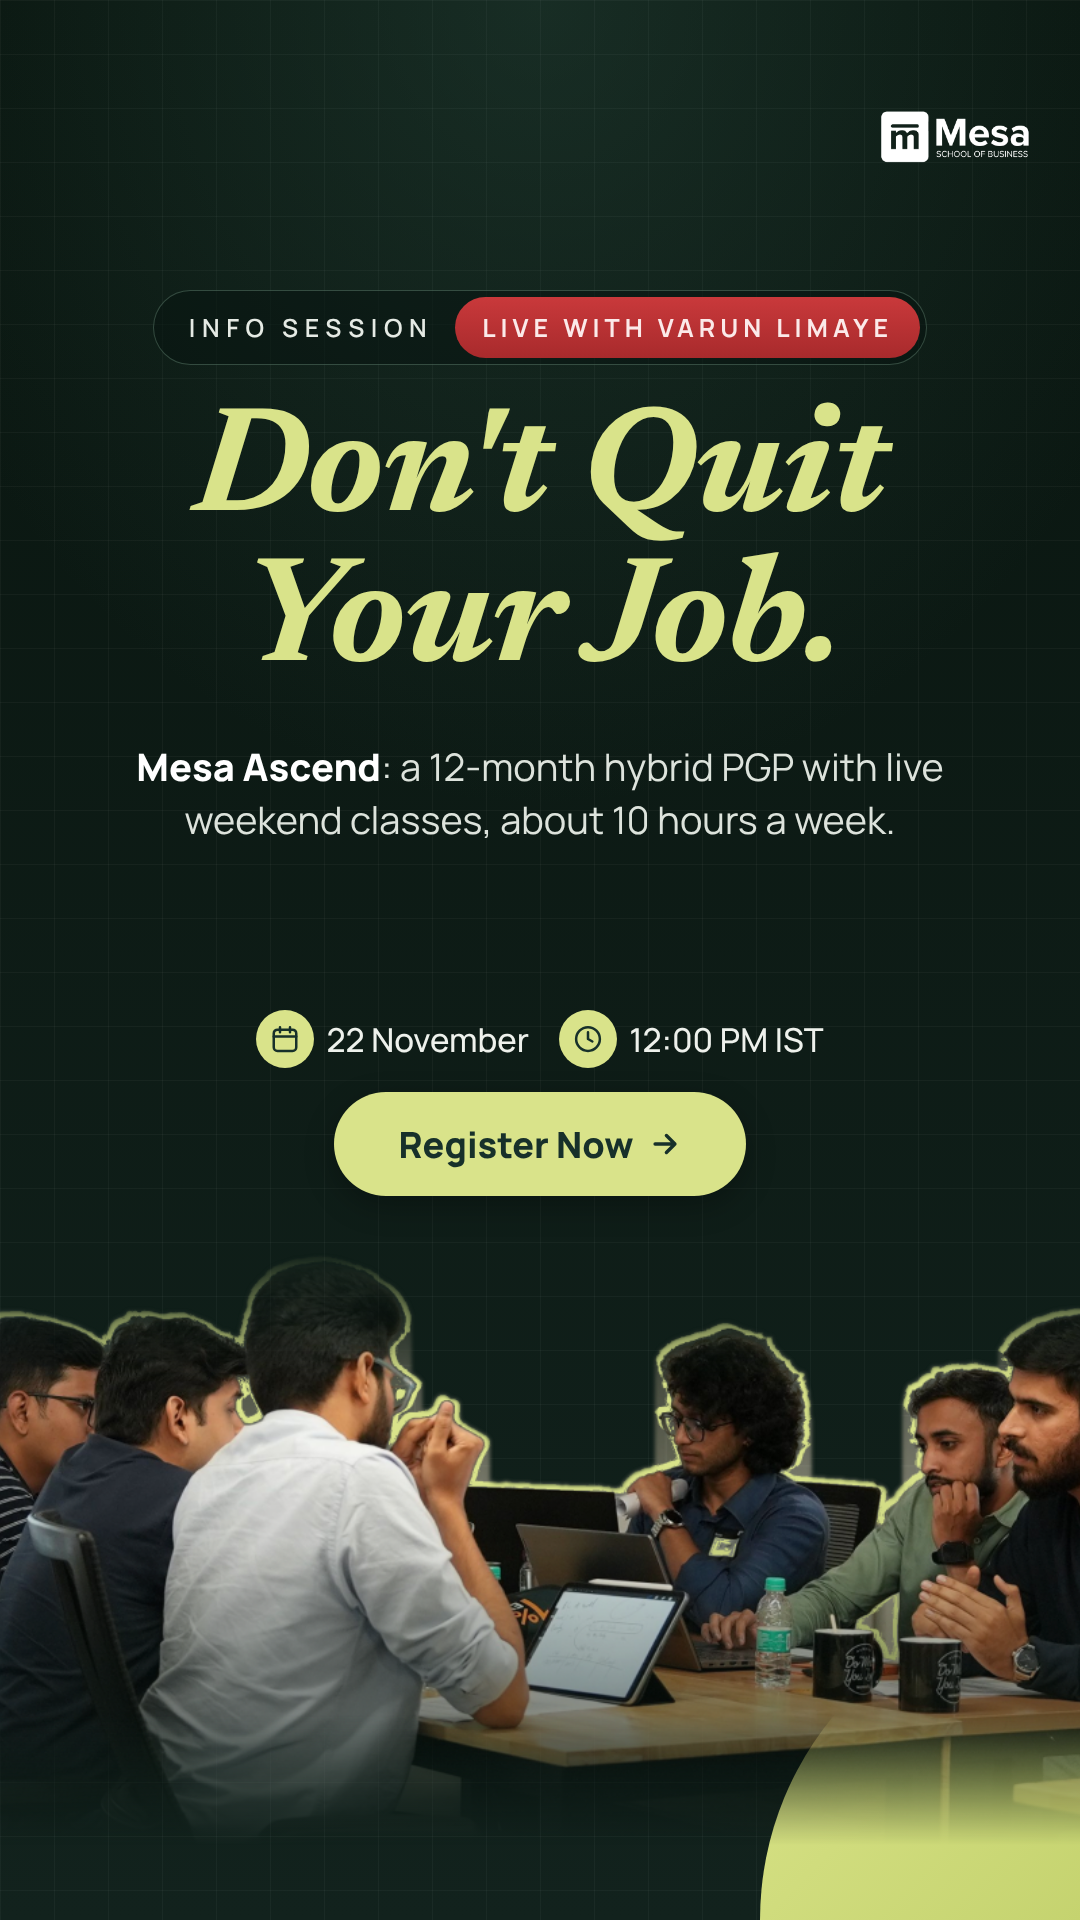 Mesa
SCHOOL OF BUSINESS
INFO SESSION LIVE WITH VARUN LIMAYE
Don't Quit
Your Job.
Mesa Ascend: a 12-month hybrid PGP with live
weekend classes, about 10 hours a week.
22 November 12:00 PM IST
Register Now →